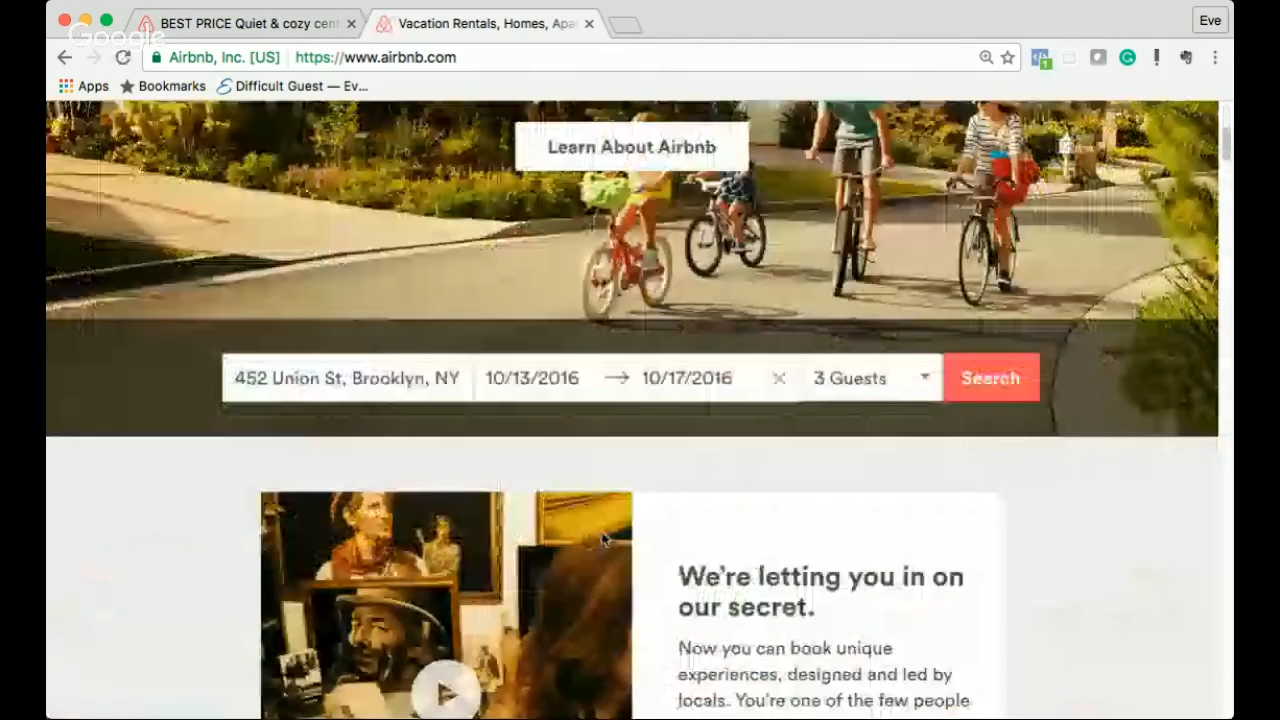 BEST PRICE Quiet & cozy cent
Vacation Rentals, Homes, Apa
Eve
Google
Airbnb, Inc. [US]
https://www.airbnb.com
1
Apps
Bookmarks
Difficult Guest — Ev...
Learn About Airbnb
452 Union St, Brooklyn, NY
10/13/2016
10/17/2016
3 Guests
Search
We're letting you in on
our secret.
Now you can book unique
experiences, designed and led by
locals. You're one of the few people